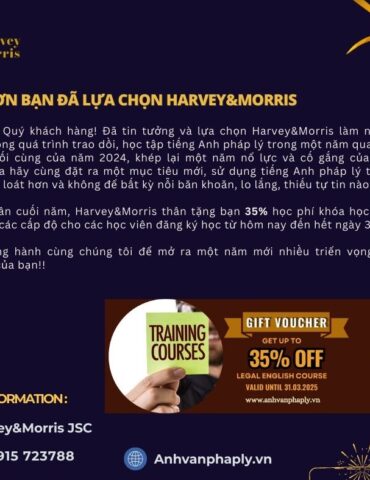 vey
rris
ƠN BẠN ĐÃ LỰA CHỌN HARVEY&MORRIS
Quý khách hàng! Đã tin tưởng và lựa chọn Harvey&Morris làm n
ong quá trình trao dồi, học tập tiếng Anh pháp lý trong một năm qua
ối cùng của năm 2024, khép lại một năm nỗ lực và cố gắng của
a hãy cùng đặt ra một mục tiêu mới, sử dụng tiếng Anh pháp lý t
loát hơn và không để bất kỳ nổi băn khoăn, lo lắng, thiếu tự tin nào
ân cuối năm, Harvey&Morris thân tặng bạn 35% học phí khóa học
các cấp độ cho các học viên đăng ký học từ hôm nay đến hết ngày 3
ng hành cùng chúng tôi để mở ra một năm mới nhiều triển vọng
của bạn!!
TRAINING
COURSES
GIFT VOUCHER
GET UP TO
35% OFF
LEGAL ENGLISH COURSE
VALID UNTIL 31.03.2025
www.anhvanphaply.vn
ORMATION :
ey&Morris JSC
915 723788
Anhvanphaply.vn